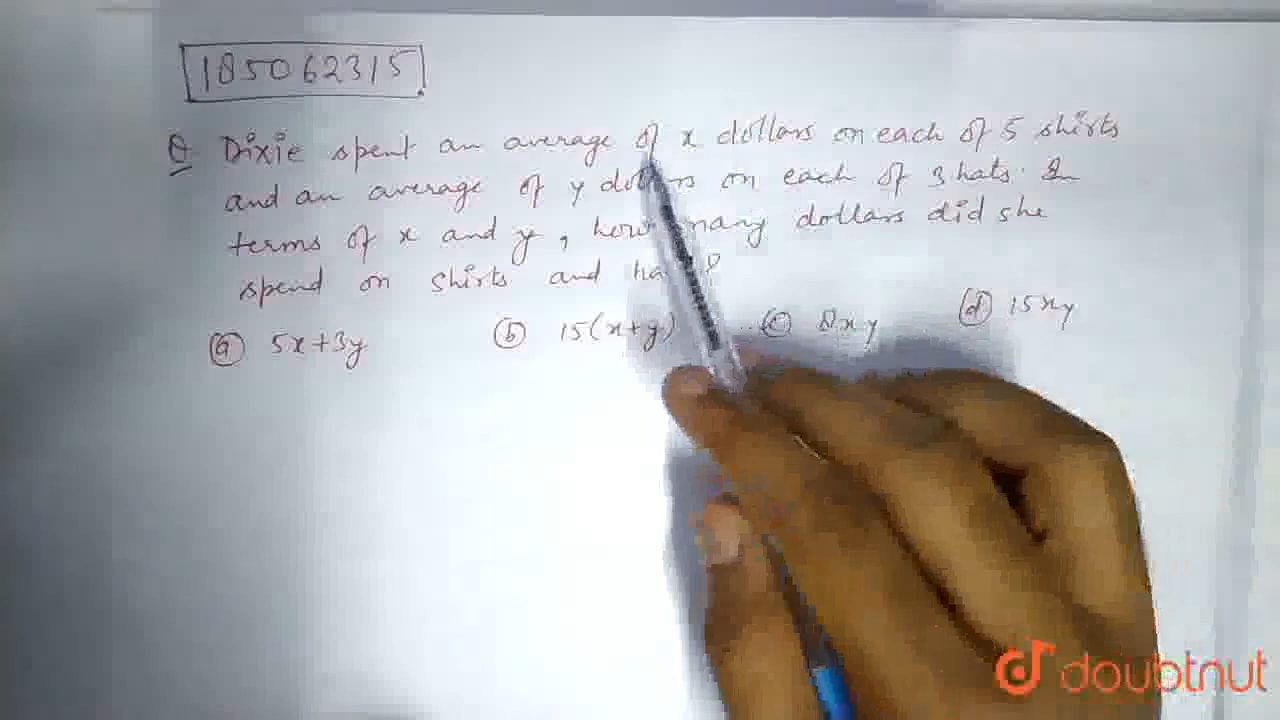 185062315
Q Dixie spent an average of x dollars on each of 5 shirts
and an average of y dollars on each of 3 hats. In
terms of x and y, how many dollars did she
spend on shirts and ?
(a) 5x+3y (b) 15(x+y) (c) 8xy (d) 15xy
doubtnut